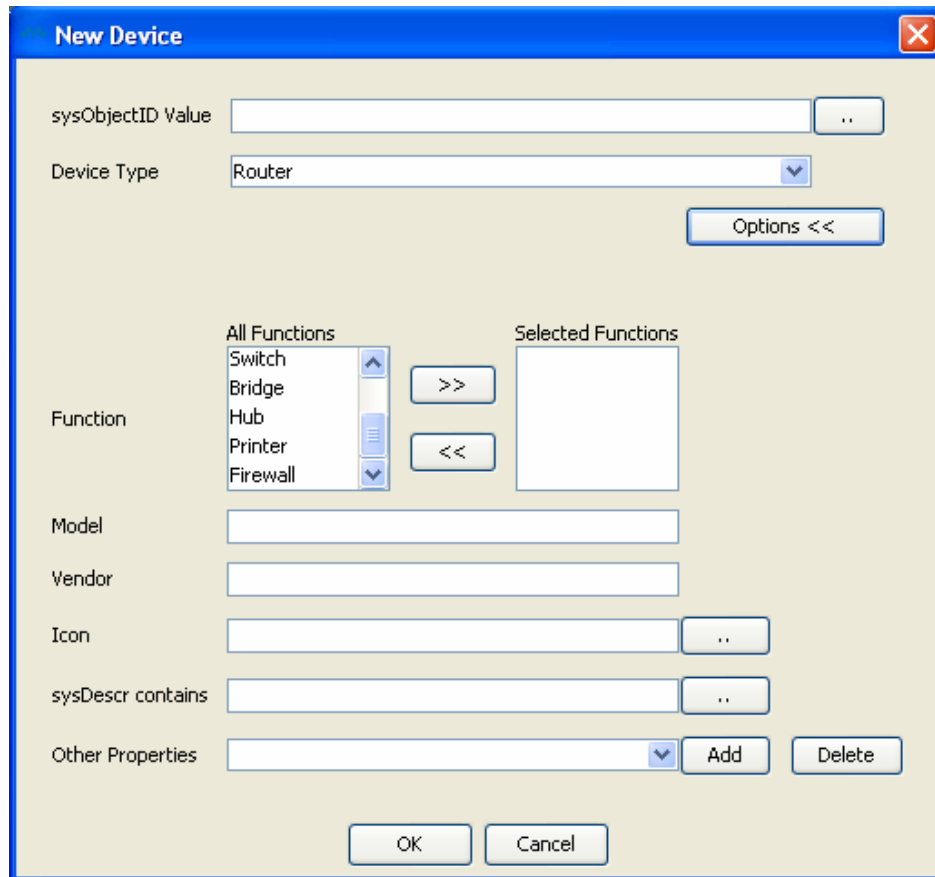 New Device
sysObjectID Value
..
Device Type
Router
Options <<
All Functions
Selected Functions
Function
Switch
Bridge
Hub
Printer
Firewall
>>
<<
Model
Vendor
Icon
..
sysDescr contains
..
Other Properties
Add
Delete
OK
Cancel